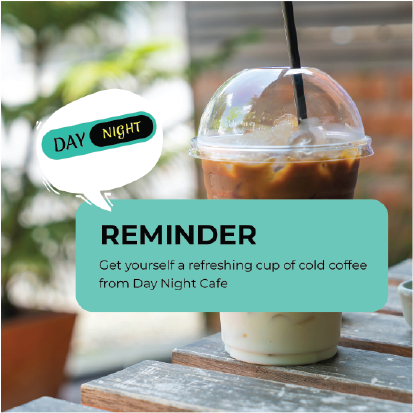 DAY NIGHT
REMINDER
Get yourself a refreshing cup of cold coffee
from Day Night Cafe